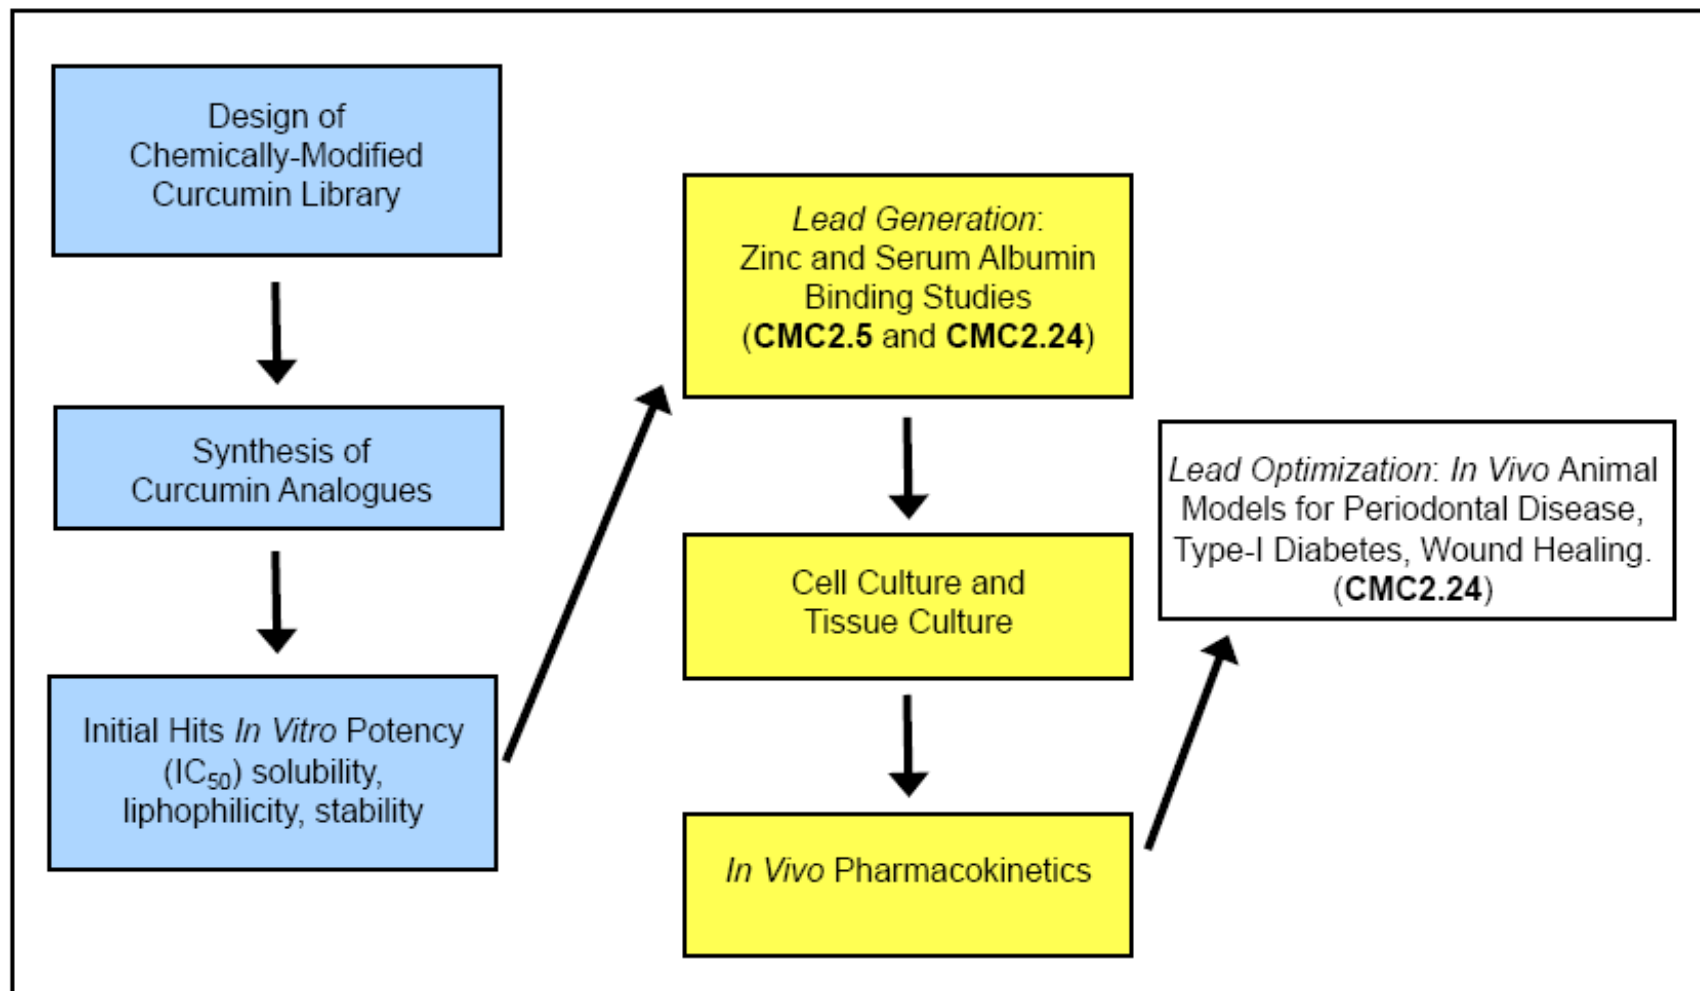 Design of
Chemically-Modified
Curcumin Library
Synthesis of
Curcumin Analogues
Initial Hits In Vitro Potency
(IC₅₀) solubility,
liphophilicity, stability
Lead Generation:
Zinc and Serum Albumin
Binding Studies
(CMC2.5 and CMC2.24)
Cell Culture and
Tissue Culture
In Vivo Pharmacokinetics
Lead Optimization: In Vivo Animal
Models for Periodontal Disease,
Type-I Diabetes, Wound Healing.
(CMC2.24)